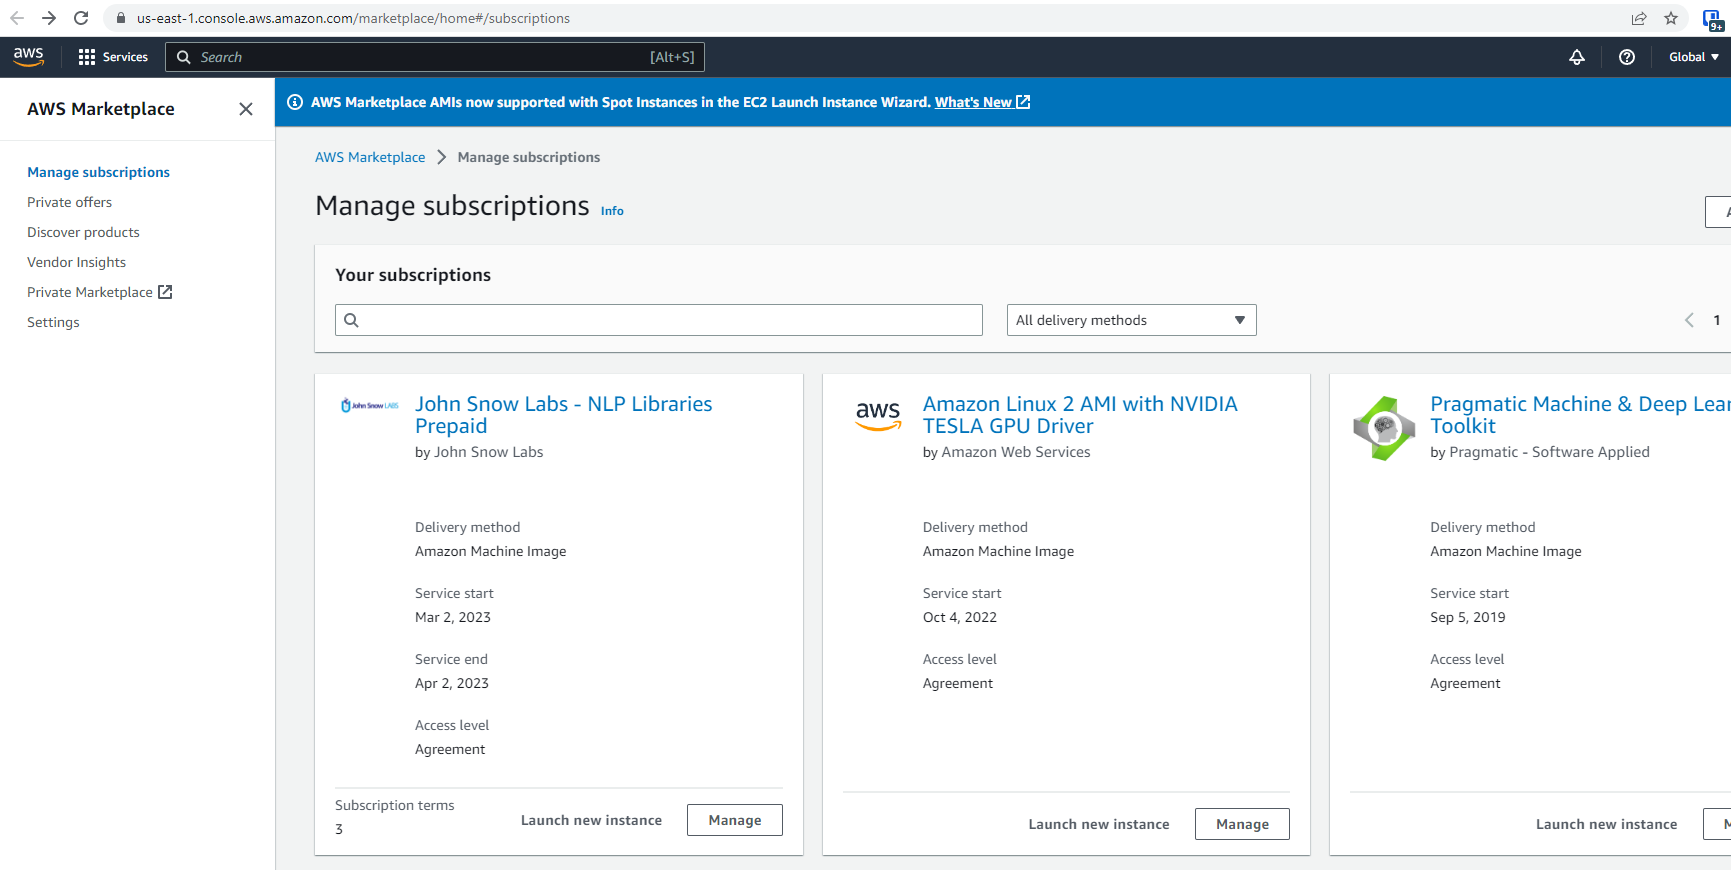 us-east-1.console.aws.amazon.com/marketplace/home#/subscriptions
9+
aws
Services
Search
[Alt+S]
Global
AWS Marketplace
Manage subscriptions
Private offers
Discover products
Vendor Insights
Private Marketplace
Settings
AWS Marketplace AMIs now supported with Spot Instances in the EC2 Launch Instance Wizard. What's New
AWS Marketplace
Manage subscriptions
Manage subscriptions Info
Your subscriptions
All delivery methods
1
John Snow LABS
John Snow Labs - NLP Libraries
Prepaid
by John Snow Labs
Delivery method
Amazon Machine Image
Service start
Mar 2, 2023
Service end
Apr 2, 2023
Access level
Agreement
Subscription terms
3
Launch new instance
Manage
aws
Amazon Linux 2 AMI with NVIDIA
TESLA GPU Driver
by Amazon Web Services
Delivery method
Amazon Machine Image
Service start
Oct 4, 2022
Access level
Agreement
Launch new instance
Manage
Pragmatic Machine & Deep Lear
Toolkit
by Pragmatic - Software Applied
Delivery method
Amazon Machine Image
Service start
Sep 5, 2019
Access level
Agreement
Launch new instance